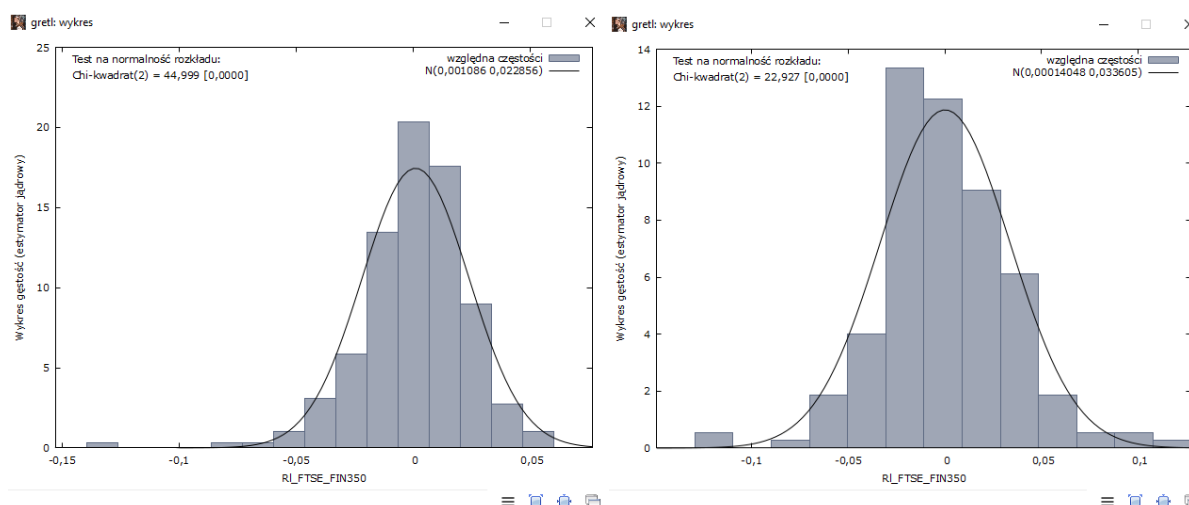 gretl: wykres
Test na normalność rozkładu:
Chi-kwadrat(2) = 44,999 [0,0000]
względna częstości
N(0,001086 0,022856)
Wykres gęstość (estymator jądrowy)
25
20
15
10
5
0
-0,15
-0,1
-0,05
0
0,05
Rl_FTSE_FIN350
gretl: wykres
Test na normalność rozkładu:
Chi-kwadrat(2) = 22,927 [0,0000]
względna częstości
N(0,00014048 0,033605)
Wykres gęstość (estymator jądrowy)
14
12
10
8
6
4
2
0
-0,1
-0,05
0
0,05
0,1
Rl_FTSE_FIN350